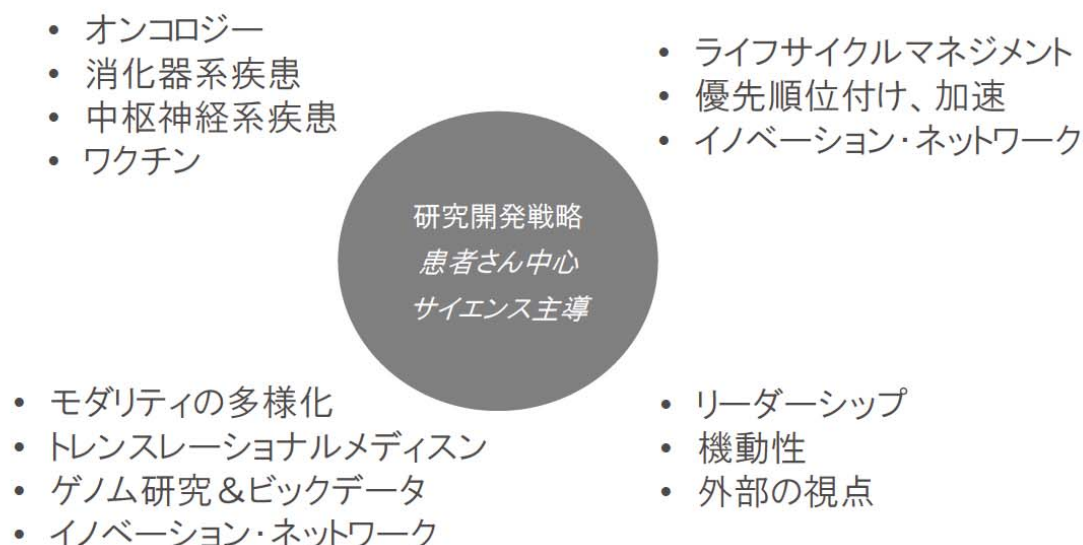 • オンコロジー
• 消化器系疾患
• 中枢神経系疾患
• ワクチン
• ライフサイクルマネジメント
• 優先順位付け、加速
• イノベーション・ネットワーク
研究開発戦略
患者さん中心
サイエンス主導
• モダリティの多様化
• トレンスレーショナルメディスン
• ゲノム研究＆ビックデータ
• イノベーション・ネットワーク
• リーダーシップ
• 機動性
• 外部の視点